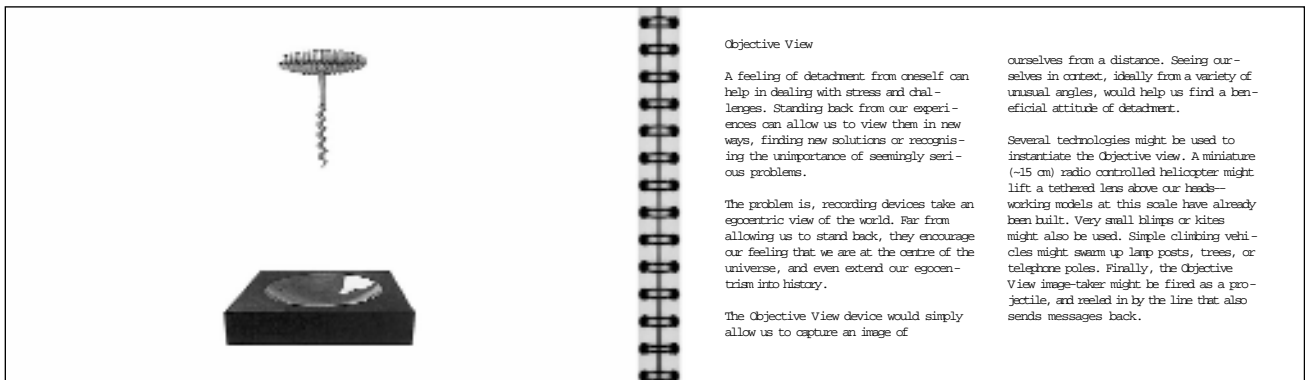 Objective View
A feeling of detachment from oneself can
help in dealing with stress and chal-
lenges. Standing back from our experi-
ences can allow us to view them in new
ways, finding new solutions or recognis-
ing the unimportance of seemingly seri-
ous problems.
The problem is, recording devices take an
egocentric view of the world. Far from
allowing us to stand back, they encourage
our feeling that we are at the centre of the
universe, and even extend our egocen-
trism into history.
The Objective View device would simply
allow us to capture an image of
ourselves from a distance. Seeing our-
selves in context, ideally from a variety of
unusual angles, would help us find a ben-
eficial attitude of detachment.
Several technologies might be used to
instantiate the Objective view. A miniature
(~15 cm) radio controlled helicopter might
lift a tethered lens above our heads--
working models at this scale have already
been built. Very small blimps or kites
might also be used. Simple climbing vehi-
cles might swarm up lamp posts, trees, or
telephone poles. Finally, the Objective
View image-taker might be fired as a pro-
jectile, and reeled in by the line that also
sends messages back.